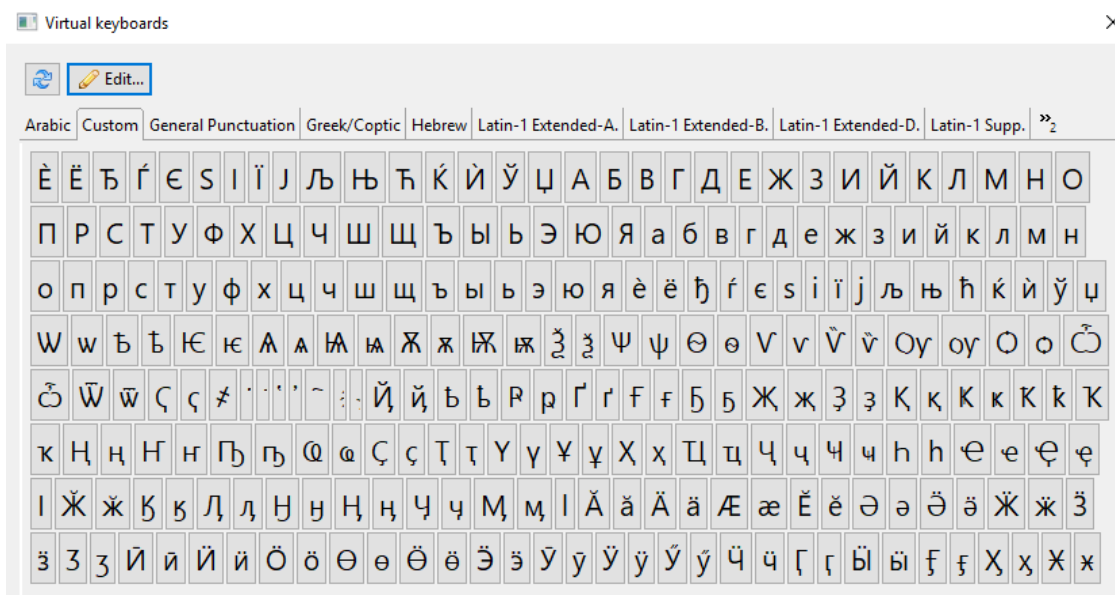 Virtual keyboards
Edit...
Arabic Custom General Punctuation Greek/Coptic Hebrew Latin-1 Extended-A. Latin-1 Extended-B. Latin-1 Extended-D. Latin-1 Supp. »2
Ѐ Ё Ђ Ѓ Є Ѕ І Ї Ј Љ Њ Ћ Ќ Ѝ Ў Џ А Б В Г Д Е Ж З И Й К Л М Н О
П Р С Т У Ф Х Ц Ч Ш Щ Ъ Ы Ь Э Ю Я а б в г д е ж з и й к л м н
о п р с т у ф х ц ч ш щ ъ ы ь э ю я ѐ ё ђ ѓ є ѕ і ї ј љ њ ћ ќ ѝ ў џ
Ѡ ѡ Ѣ ѣ Ѥ ѥ Ѧ ѧ Ѩ ѩ Ѫ ѫ Ѭ ѭ Ѯ ѯ Ѱ ѱ Ѳ ѳ Ѵ ѵ Ѷ ѷ Ѹ ѹ Ѻ ѻ Ѽ
ѽ Ѿ ѿ Ҁ ҁ ҂ Ҋ ҋ Ҍ ҍ Ҏ ҏ Ґ ґ Ғ ғ Ҕ ҕ Җ җ Ҙ ҙ Қ қ Ҝ ҝ Ҟ ҟ Ҡ
ҡ Ң ң Ҥ ҥ Ҧ ҧ Ҩ ҩ Ҫ ҫ Ҭ ҭ Ү ү Ұ ұ Ҳ ҳ Ҵ ҵ Ҷ ҷ Ҹ ҹ Һ һ Ҽ ҽ Ҿ ҿ
Ӏ Ӂ ӂ Ӄ ӄ Ӆ ӆ Ӈ ӈ Ӊ ӊ Ӌ ӌ Ӎ ӎ ӏ Ӑ ӑ Ӓ ӓ Ӕ ӕ Ӗ ӗ Ә ә Ӛ ӛ Ӝ ӝ Ӟ
ӟ Ӡ ӡ Ӣ ӣ Ӥ ӥ Ӧ ӧ Ө ө Ӫ ӫ Ӭ ӭ Ӯ ӯ Ӱ ӱ Ӳ ӳ Ӵ ӵ Ӷ ӷ Ӹ ӹ Ӻ ӻ Ӽ ӽ Ӿ ӿ